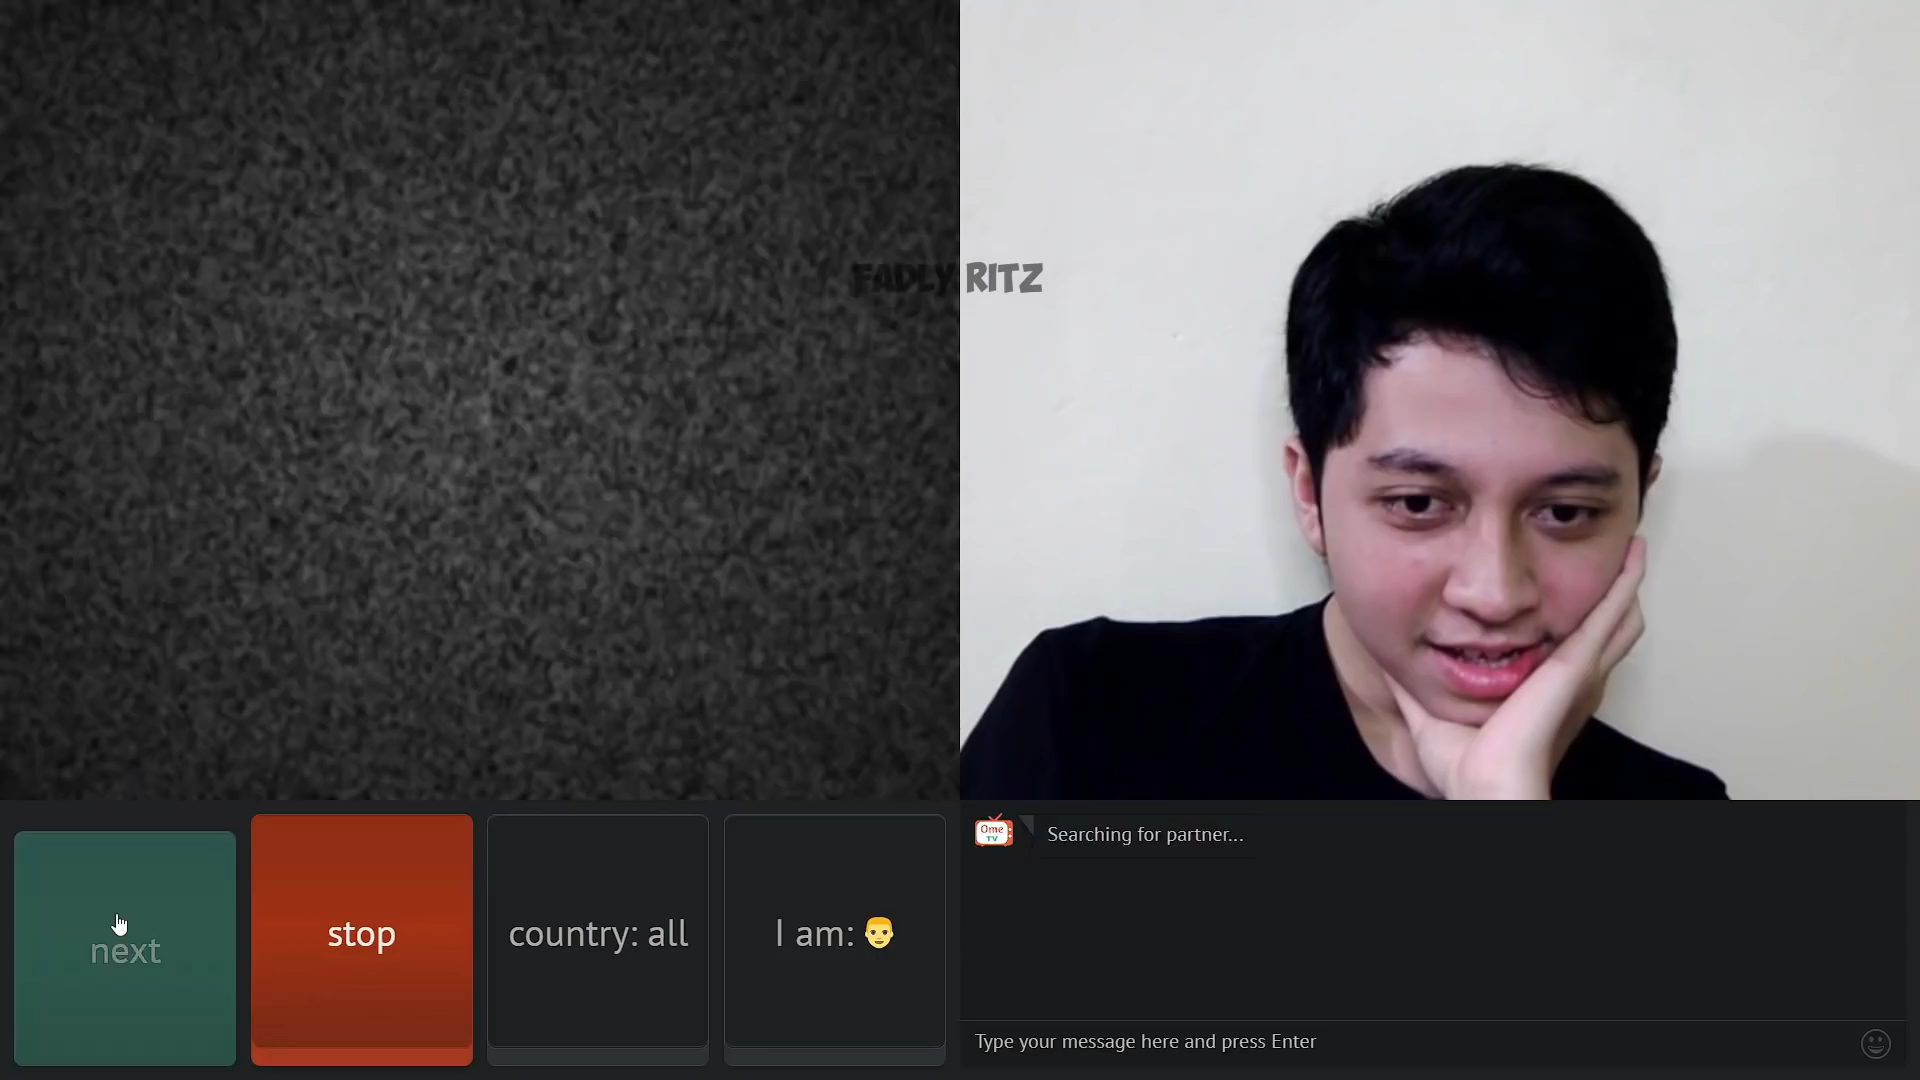 FADLY RITZ
Ome
TV
Searching for partner...
next
stop
country: all
I am:
Type your message here and press Enter